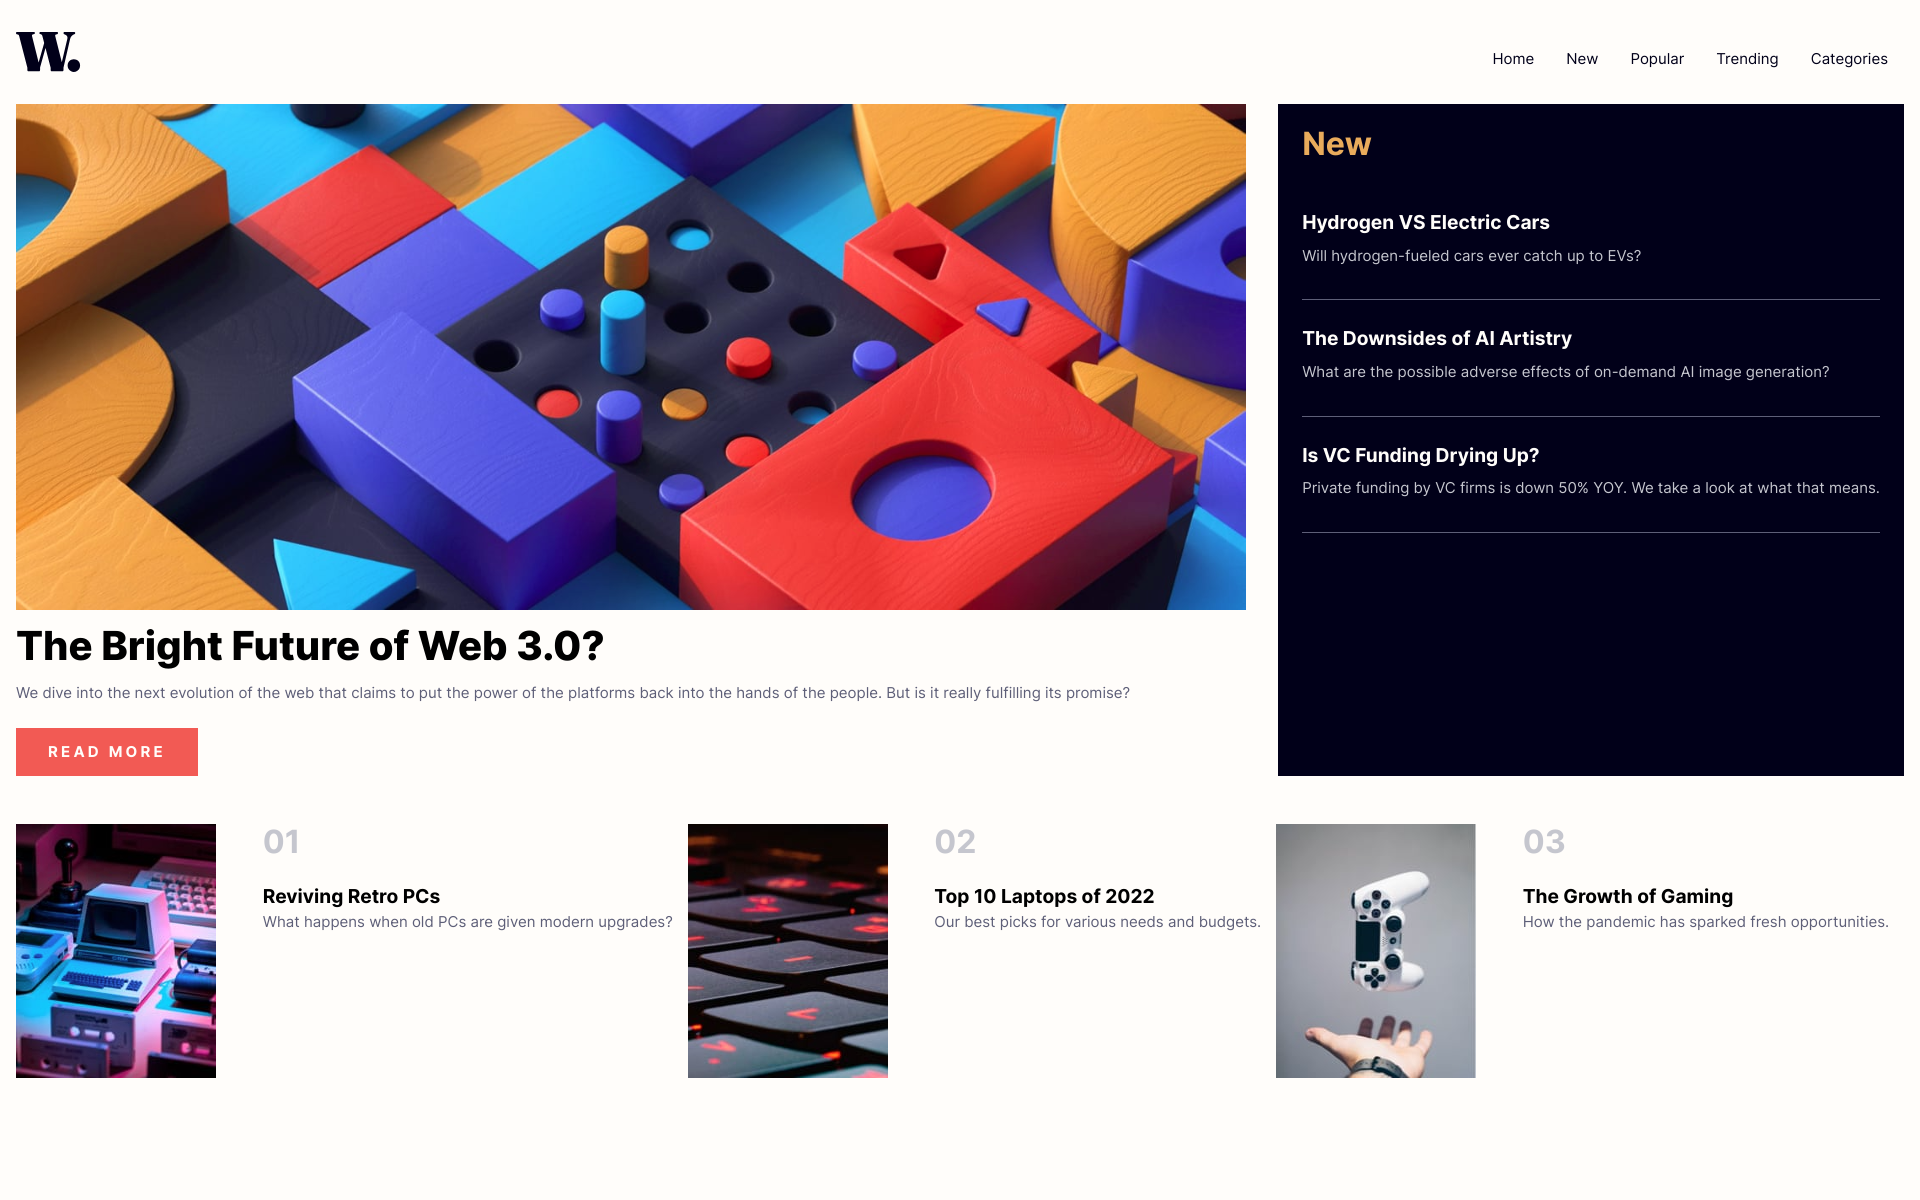 W.
Home New Popular Trending Categories
New
Hydrogen VS Electric Cars
Will hydrogen-fueled cars ever catch up to EVs?
The Downsides of AI Artistry
What are the possible adverse effects of on-demand AI image generation?
Is VC Funding Drying Up?
Private funding by VC firms is down 50% YOY. We take a look at what that means.
The Bright Future of Web 3.0?
We dive into the next evolution of the web that claims to put the power of the platforms back into the hands of the people. But is it really fulfilling its promise?
READ MORE
01
Reviving Retro PCs
What happens when old PCs are given modern upgrades?
02
Top 10 Laptops of 2022
Our best picks for various needs and budgets.
03
The Growth of Gaming
How the pandemic has sparked fresh opportunities.